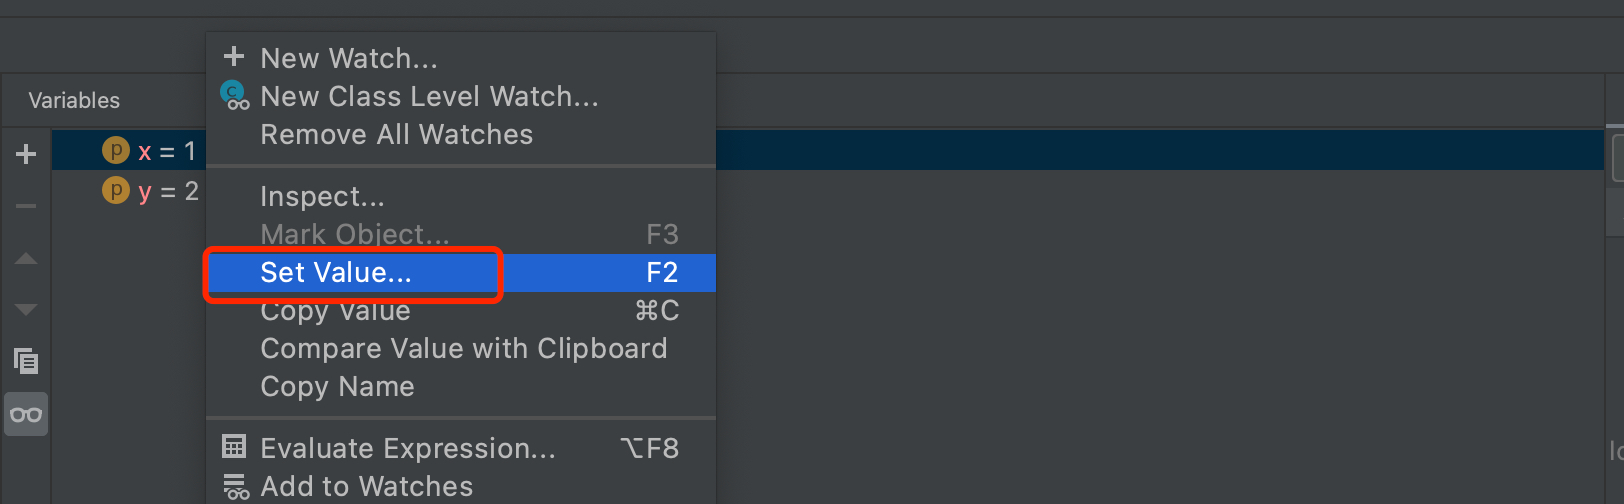 New Watch...
New Class Level Watch...
Remove All Watches
Variables
p x = 1
p y = 2
Inspect...
Mark Object... F3
Set Value... F2
Copy Value ⌘C
Compare Value with Clipboard
Copy Name
Evaluate Expression... ⌥F8
Add to Watches